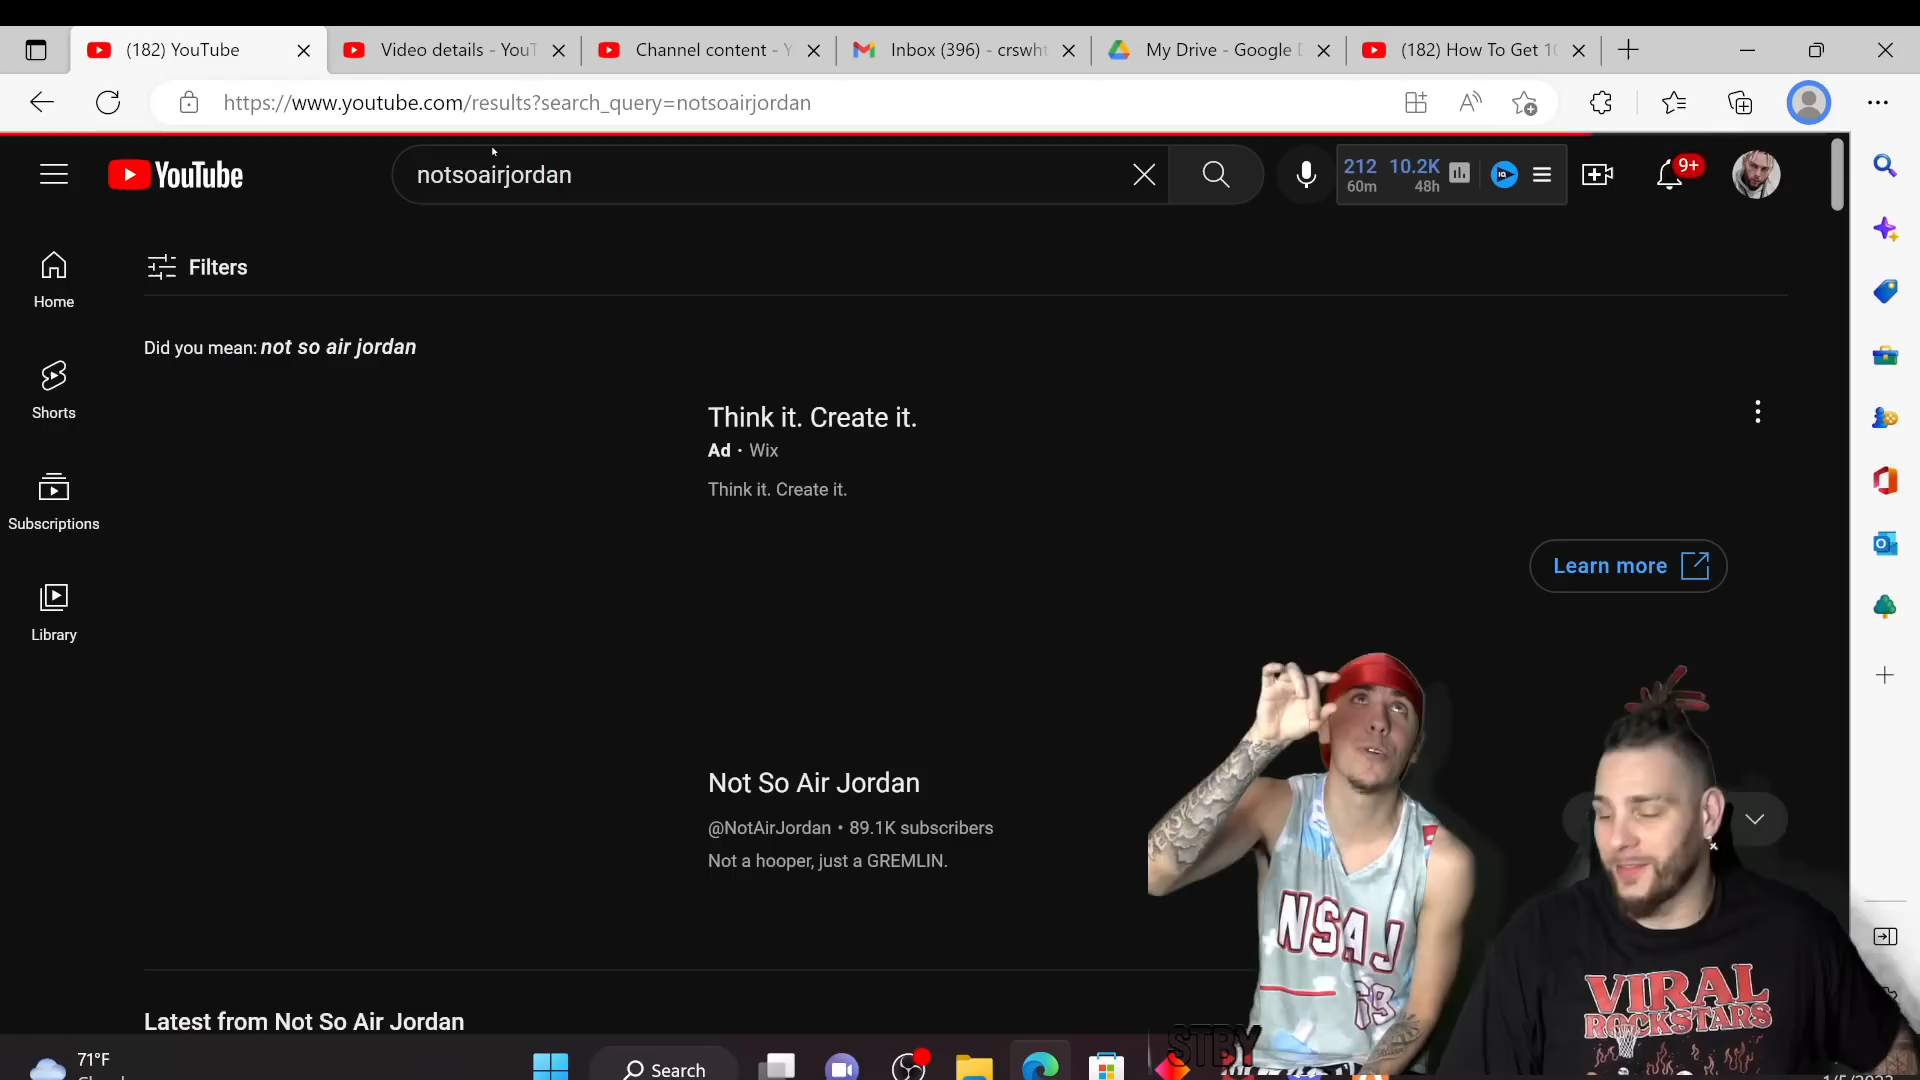 (182) YouTube
Video details - YouT
Channel content - Y
Inbox (396) - crswht
My Drive - Google D
(182) How To Get 10
https://www.youtube.com/results?search_query=notsoairjordan
YouTube
notsoairjordan
212 10.2K
60m 48h
IQ
9+
Home
Filters
Did you mean: not so air jordan
Shorts
Think it. Create it.
Ad · Wix
Think it. Create it.
Subscriptions
Learn more
Library
Not So Air Jordan
@NotAirJordan • 89.1K subscribers
Not a hooper, just a GREMLIN.
NSAJ
VIRAL
ROCKSTARS
Latest from Not So Air Jordan
STBY
71°F
Search